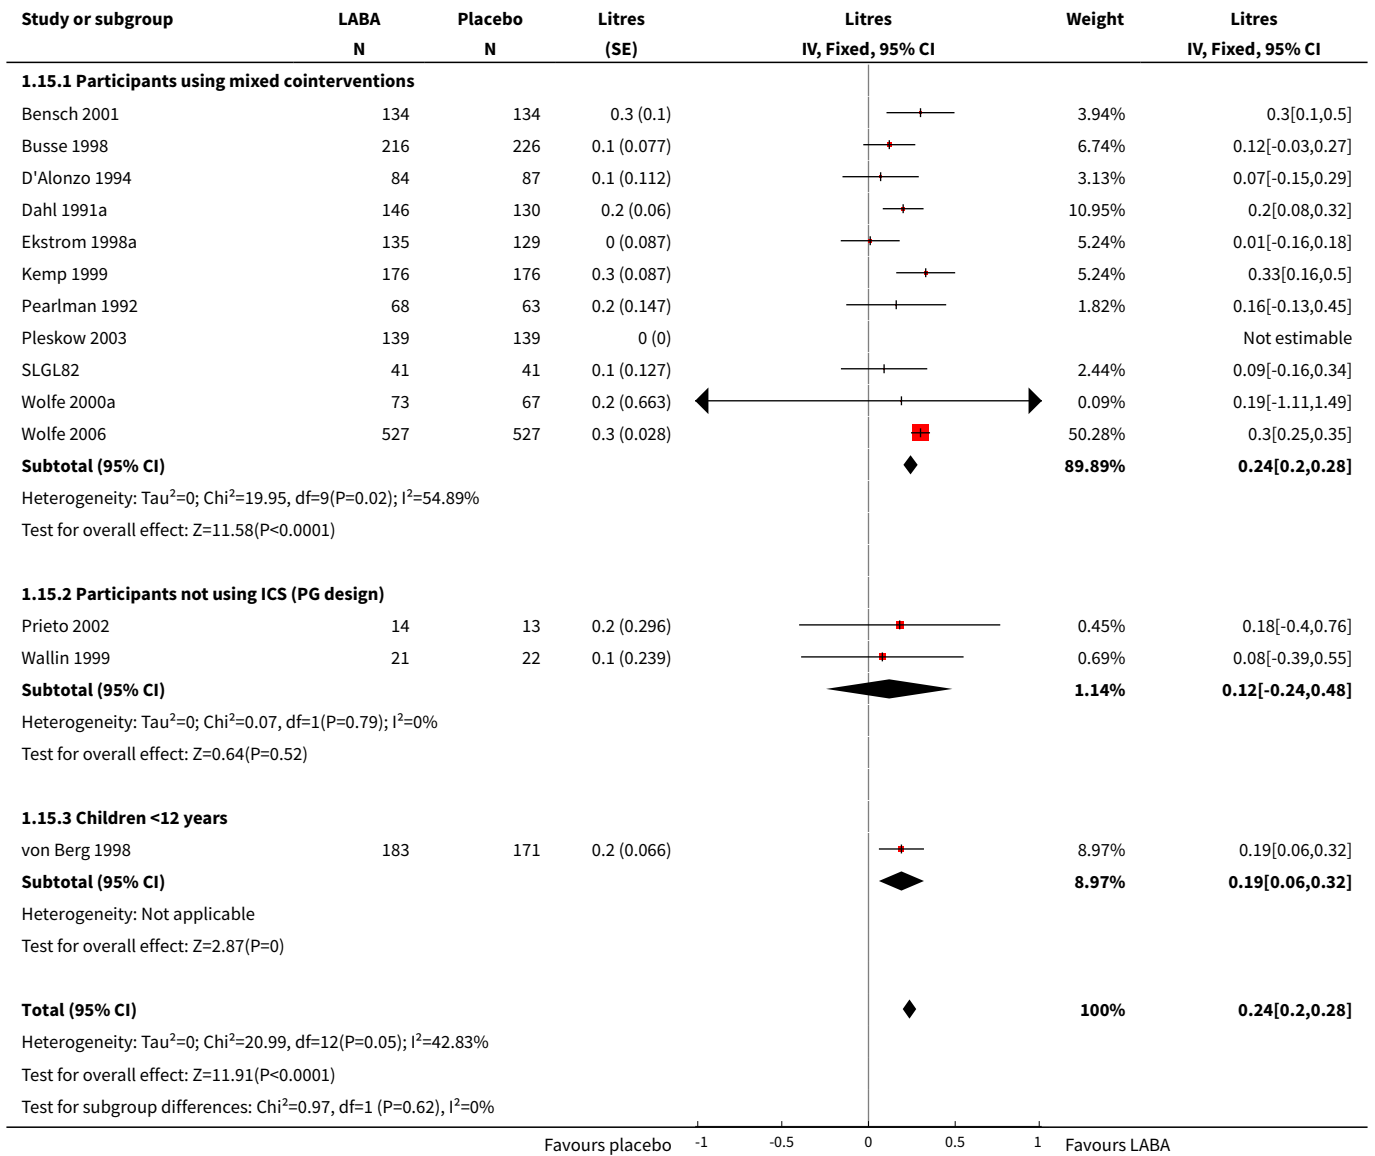 Study or subgroup LABA Placebo Litres Litres Weight Litres
N N (SE) IV, Fixed, 95% CI IV, Fixed, 95% CI
1.15.1 Participants using mixed cointerventions
Bensch 2001 134 134 0.3 (0.1) 3.94% 0.3[0.1,0.5]
Busse 1998 216 226 0.1 (0.077) 6.74% 0.12[-0.03,0.27]
D'Alonzo 1994 84 87 0.1 (0.112) 3.13% 0.07[-0.15,0.29]
Dahl 1991a 146 130 0.2 (0.06) 10.95% 0.2[0.08,0.32]
Ekstrom 1998a 135 129 0 (0.087) 5.24% 0.01[-0.16,0.18]
Kemp 1999 176 176 0.3 (0.087) 5.24% 0.33[0.16,0.5]
Pearlman 1992 68 63 0.2 (0.147) 1.82% 0.16[-0.13,0.45]
Pleskow 2003 139 139 0 (0) Not estimable
SLGL82 41 41 0.1 (0.127) 2.44% 0.09[-0.16,0.34]
Wolfe 2000a 73 67 0.2 (0.663) 0.09% 0.19[-1.11,1.49]
Wolfe 2006 527 527 0.3 (0.028) 50.28% 0.3[0.25,0.35]
Subtotal (95% CI) 89.89% 0.24[0.2,0.28]
Heterogeneity: Tau²=0; Chi²=19.95, df=9(P=0.02); I²=54.89%
Test for overall effect: Z=11.58(P<0.0001)
1.15.2 Participants not using ICS (PG design)
Prieto 2002 14 13 0.2 (0.296) 0.45% 0.18[-0.4,0.76]
Wallin 1999 21 22 0.1 (0.239) 0.69% 0.08[-0.39,0.55]
Subtotal (95% CI) 1.14% 0.12[-0.24,0.48]
Heterogeneity: Tau²=0; Chi²=0.07, df=1(P=0.79); I²=0%
Test for overall effect: Z=0.64(P=0.52)
1.15.3 Children <12 years
von Berg 1998 183 171 0.2 (0.066) 8.97% 0.19[0.06,0.32]
Subtotal (95% CI) 8.97% 0.19[0.06,0.32]
Heterogeneity: Not applicable
Test for overall effect: Z=2.87(P=0)
Total (95% CI) 100% 0.24[0.2,0.28]
Heterogeneity: Tau²=0; Chi²=20.99, df=12(P=0.05); I²=42.83%
Test for overall effect: Z=11.91(P<0.0001)
Test for subgroup differences: Chi²=0.97, df=1 (P=0.62), I²=0%
Favours placebo -1 -0.5 0 0.5 1 Favours LABA